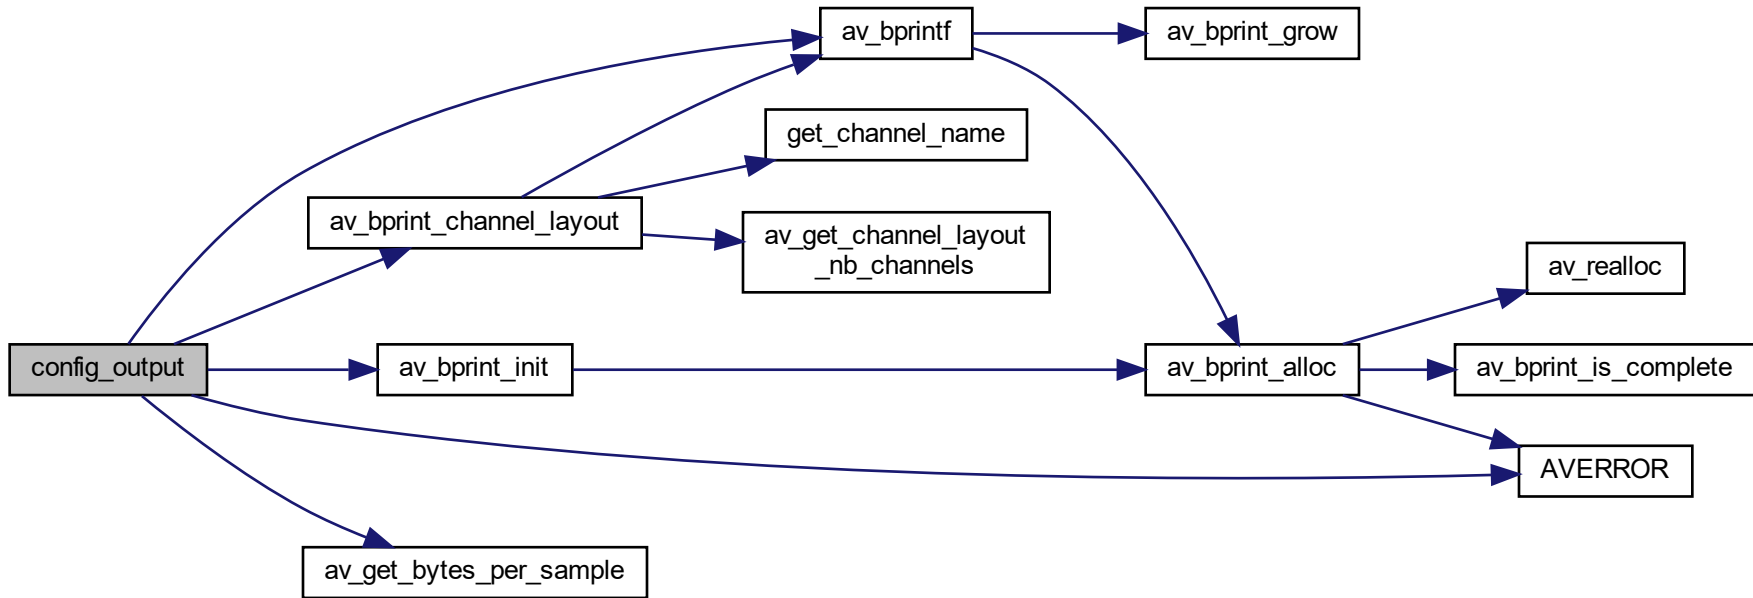 av_bprintf
av_bprint_grow
get_channel_name
av_bprint_channel_layout
av_get_channel_layout
_nb_channels
av_realloc
config_output
av_bprint_init
av_bprint_alloc
av_bprint_is_complete
AVERROR
av_get_bytes_per_sample